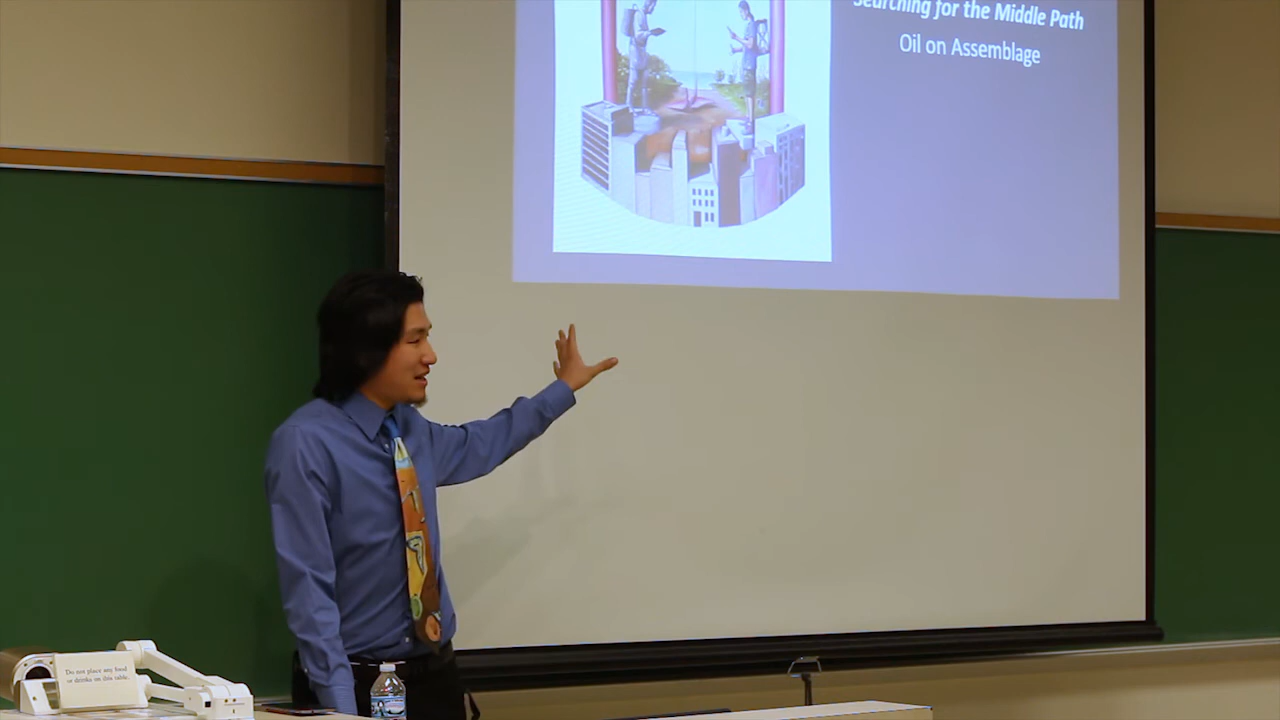 Searching for the Middle Path
Oil on Assemblage
Do not place any food
or drinks on this table.